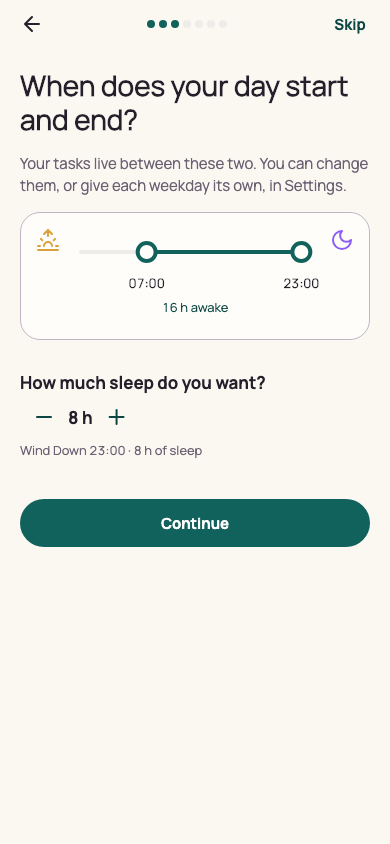 Skip
When does your day start
and end?
Your tasks live between these two. You can change
them, or give each weekday its own, in Settings.
07:00 23:00
16 h awake
How much sleep do you want?
8 h
Wind Down 23:00 · 8 h of sleep
Continue